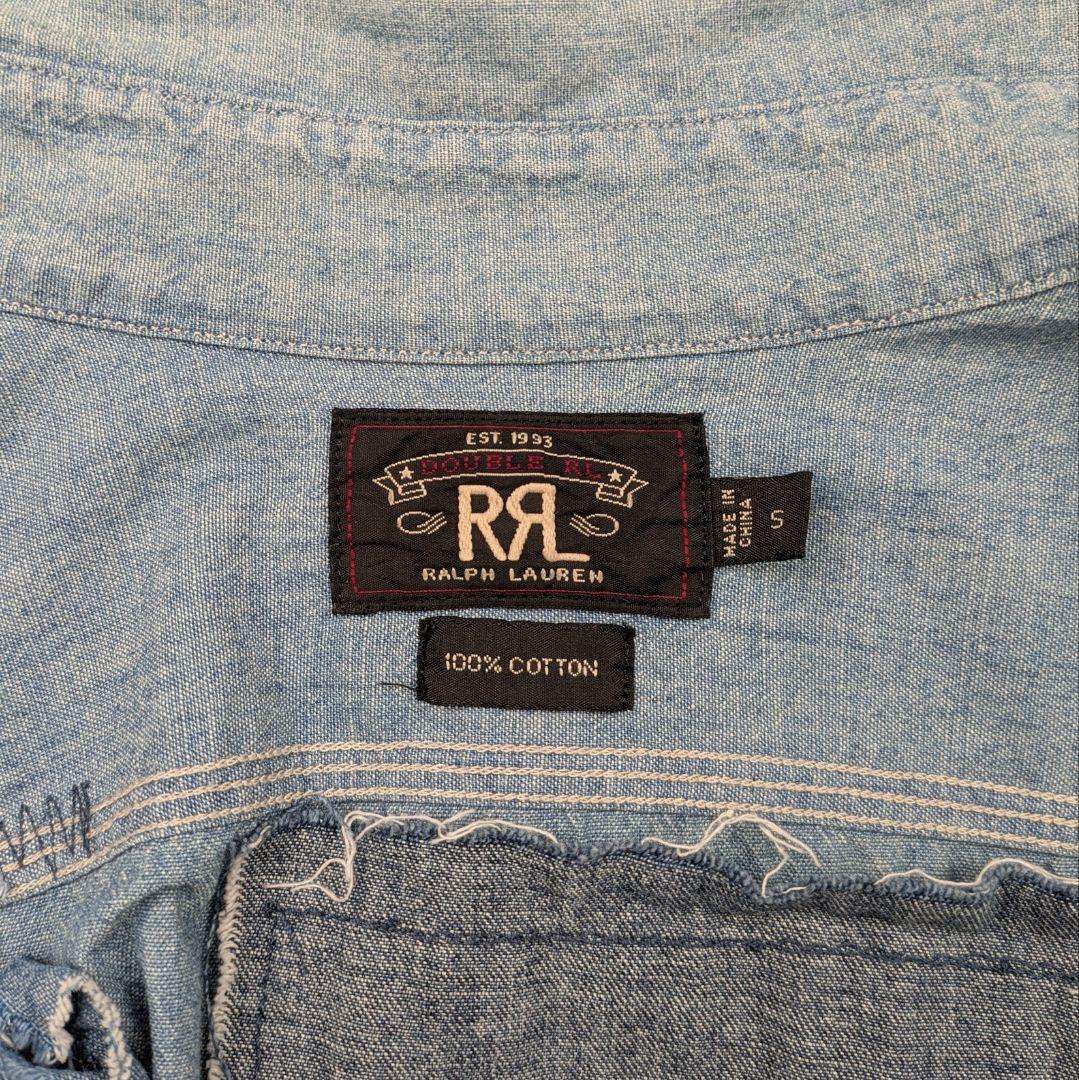 EST. 1993
DOUBLE RL
RRL
RALPH LAUREN
MADE IN
CHINA
S
100% COTTON